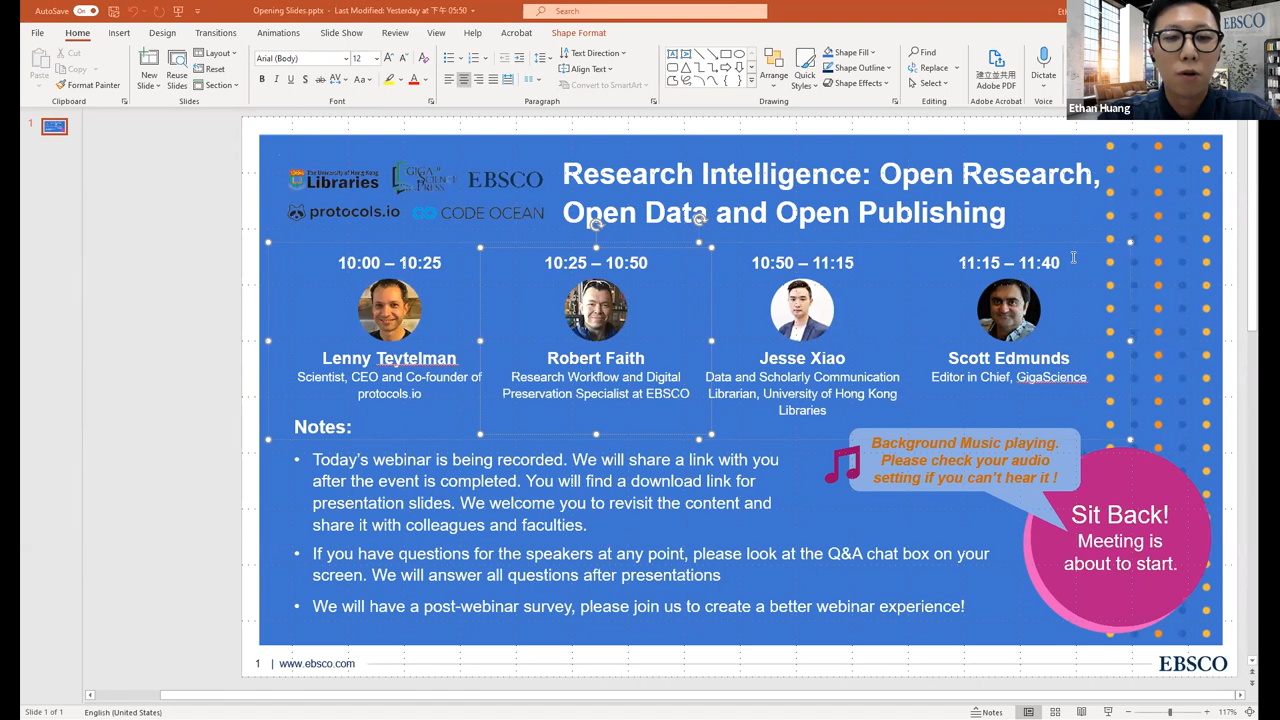 AutoSave On
Opening Slides.pptx - Last Modified: Yesterday at 下午 05:50
Search
EBSCO
File Home Insert Design Transitions Animations Slide Show Review View Help Acrobat Shape Format
Paste
Cut
Copy
Format Painter
New Slide
Reuse Slides
Layout
Reset
Section
Arial (Body) 12
Text Direction
Align Text
Convert to SmartArt
Arrange
Quick Styles
Shape Fill
Shape Outline
Shape Effects
Find
Replace
Select
建立並共用 Adobe PDF
Dictate
Clipboard Slides Font Paragraph Drawing Editing Adobe Acrobat Voice
Ethan Huang
1
The University of Hong Kong
Libraries
GIGA SCIENCE PRESS
EBSCO
protocols.io
CODE OCEAN
Research Intelligence: Open Research,
Open Data and Open Publishing
10:00 – 10:25
Lenny Teytelman
Scientist, CEO and Co-founder of
protocols.io
10:25 – 10:50
Robert Faith
Research Workflow and Digital
Preservation Specialist at EBSCO
10:50 – 11:15
Jesse Xiao
Data and Scholarly Communication
Librarian, University of Hong Kong
Libraries
11:15 – 11:40
Scott Edmunds
Editor in Chief, GigaScience
Notes:
• Today's webinar is being recorded. We will share a link with you
after the event is completed. You will find a download link for
presentation slides. We welcome you to revisit the content and
share it with colleagues and faculties.
• If you have questions for the speakers at any point, please look at the Q&A chat box on your
screen. We will answer all questions after presentations
• We will have a post-webinar survey, please join us to create a better webinar experience!
Background Music playing.
Please check your audio
setting if you can't hear it !
Sit Back!
Meeting is
about to start.
1 | www.ebsco.com
EBSCO
Slide 1 of 1 English (United States)
Notes
117%